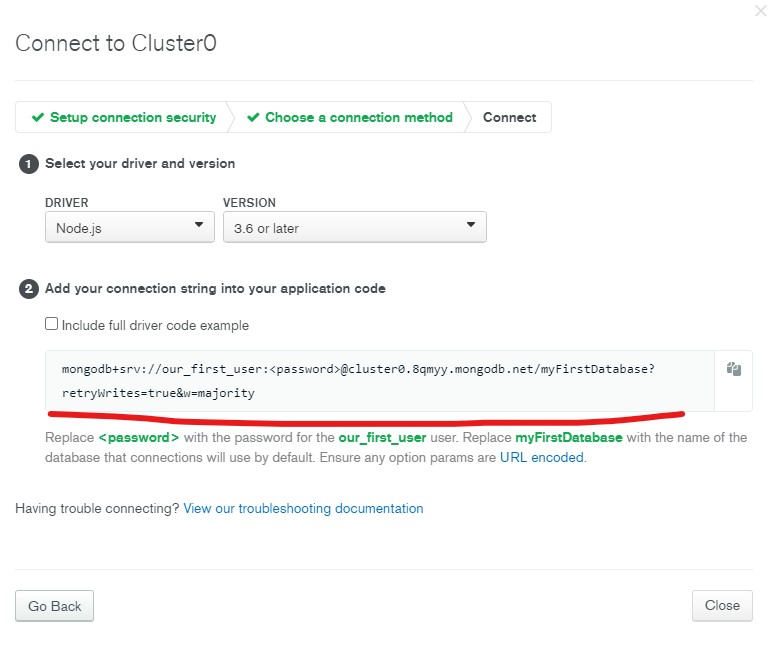 Connect to Cluster0
Setup connection security Choose a connection method Connect
1 Select your driver and version
DRIVER VERSION
Node.js 3.6 or later
2 Add your connection string into your application code
Include full driver code example
mongodb+srv://our_first_user:<password>@cluster0.8qmyy.mongodb.net/myFirstDatabase?
retryWrites=true&w=majority
Replace <password> with the password for the our_first_user user. Replace myFirstDatabase with the name of the
database that connections will use by default. Ensure any option params are URL encoded.
Having trouble connecting? View our troubleshooting documentation
Go Back Close